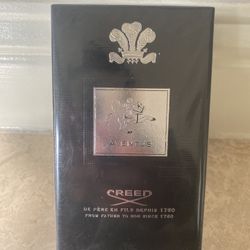 AVENTUS
CREED
DE PÈRE EN FILS DEPUIS 1760
FROM FATHER TO SON SINCE 1760